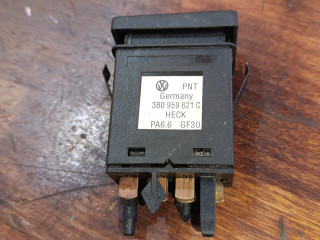 PNT
Germany
3B0 959 621 C
HECK
PA6.6 GF30